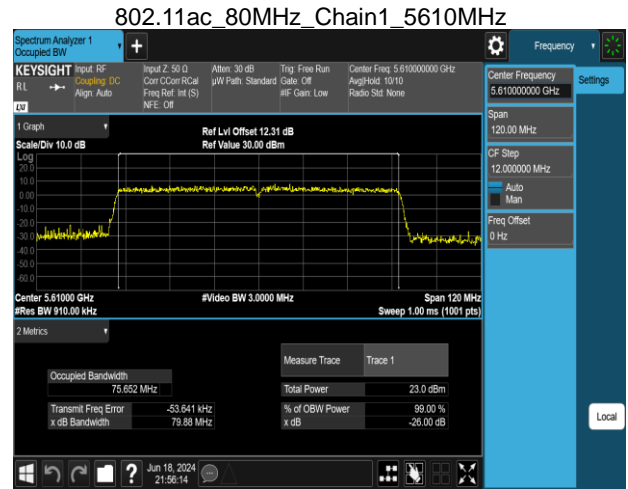 802.11ac_80MHz_Chain1_5610MHz
Spectrum Analyzer 1
Occupied BW
Frequency
KEYSIGHT
Input: RF
Coupling: DC
Align: Auto
Input Z: 50 Ω
Corr CCorr RCal
Freq Ref: Int (S)
NFE: Off
Atten: 30 dB
µW Path: Standard
Trig: Free Run
Gate: Off
#IF Gain: Low
Center Freq: 5.610000000 GHz
Avg|Hold: 10/10
Radio Std: None
RL
LXI
Center Frequency
5.610000000 GHz
Settings
Span
120.00 MHz
CF Step
12.000000 MHz
Auto
Man
Freq Offset
0 Hz
Local
1 Graph
Scale/Div 10.0 dB
Ref Lvl Offset 12.31 dB
Ref Value 30.00 dBm
Log
20.0
10.0
0.00
-10.0
-20.0
-30.0
-40.0
-50.0
-60.0
Center 5.61000 GHz
#Res BW 910.00 kHz
#Video BW 3.0000 MHz
Span 120 MHz
Sweep 1.00 ms (1001 pts)
2 Metrics
Measure Trace Trace 1
Occupied Bandwidth
75.652 MHz
Total Power 23.0 dBm
Transmit Freq Error -53.641 kHz
% of OBW Power 99.00 %
x dB Bandwidth 79.88 MHz
x dB -26.00 dB
Jun 18, 2024
21:56:14